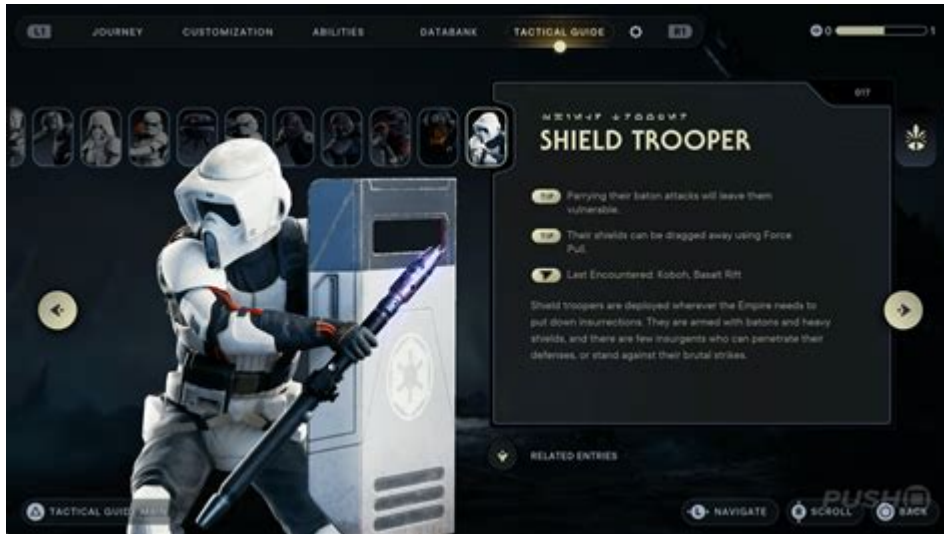 L1 JOURNEY CUSTOMIZATION ABILITIES DATABANK TACTICAL GUIDE R1 0 1
017
SHIELD TROOPER
TIP Parrying their baton attacks will leave them
vulnerable.
TIP Their shields can be dragged away using Force
Pull.
Last Encountered: Koboh, Basalt Rift
Shield troopers are deployed wherever the Empire needs to
put down insurrections. They are armed with batons and heavy
shields, and there are few insurgents who can penetrate their
defenses, or stand against their brutal strikes.
RELATED ENTRIES
TACTICAL GUIDE MAIN L NAVIGATE R SCROLL BACK
PUSH